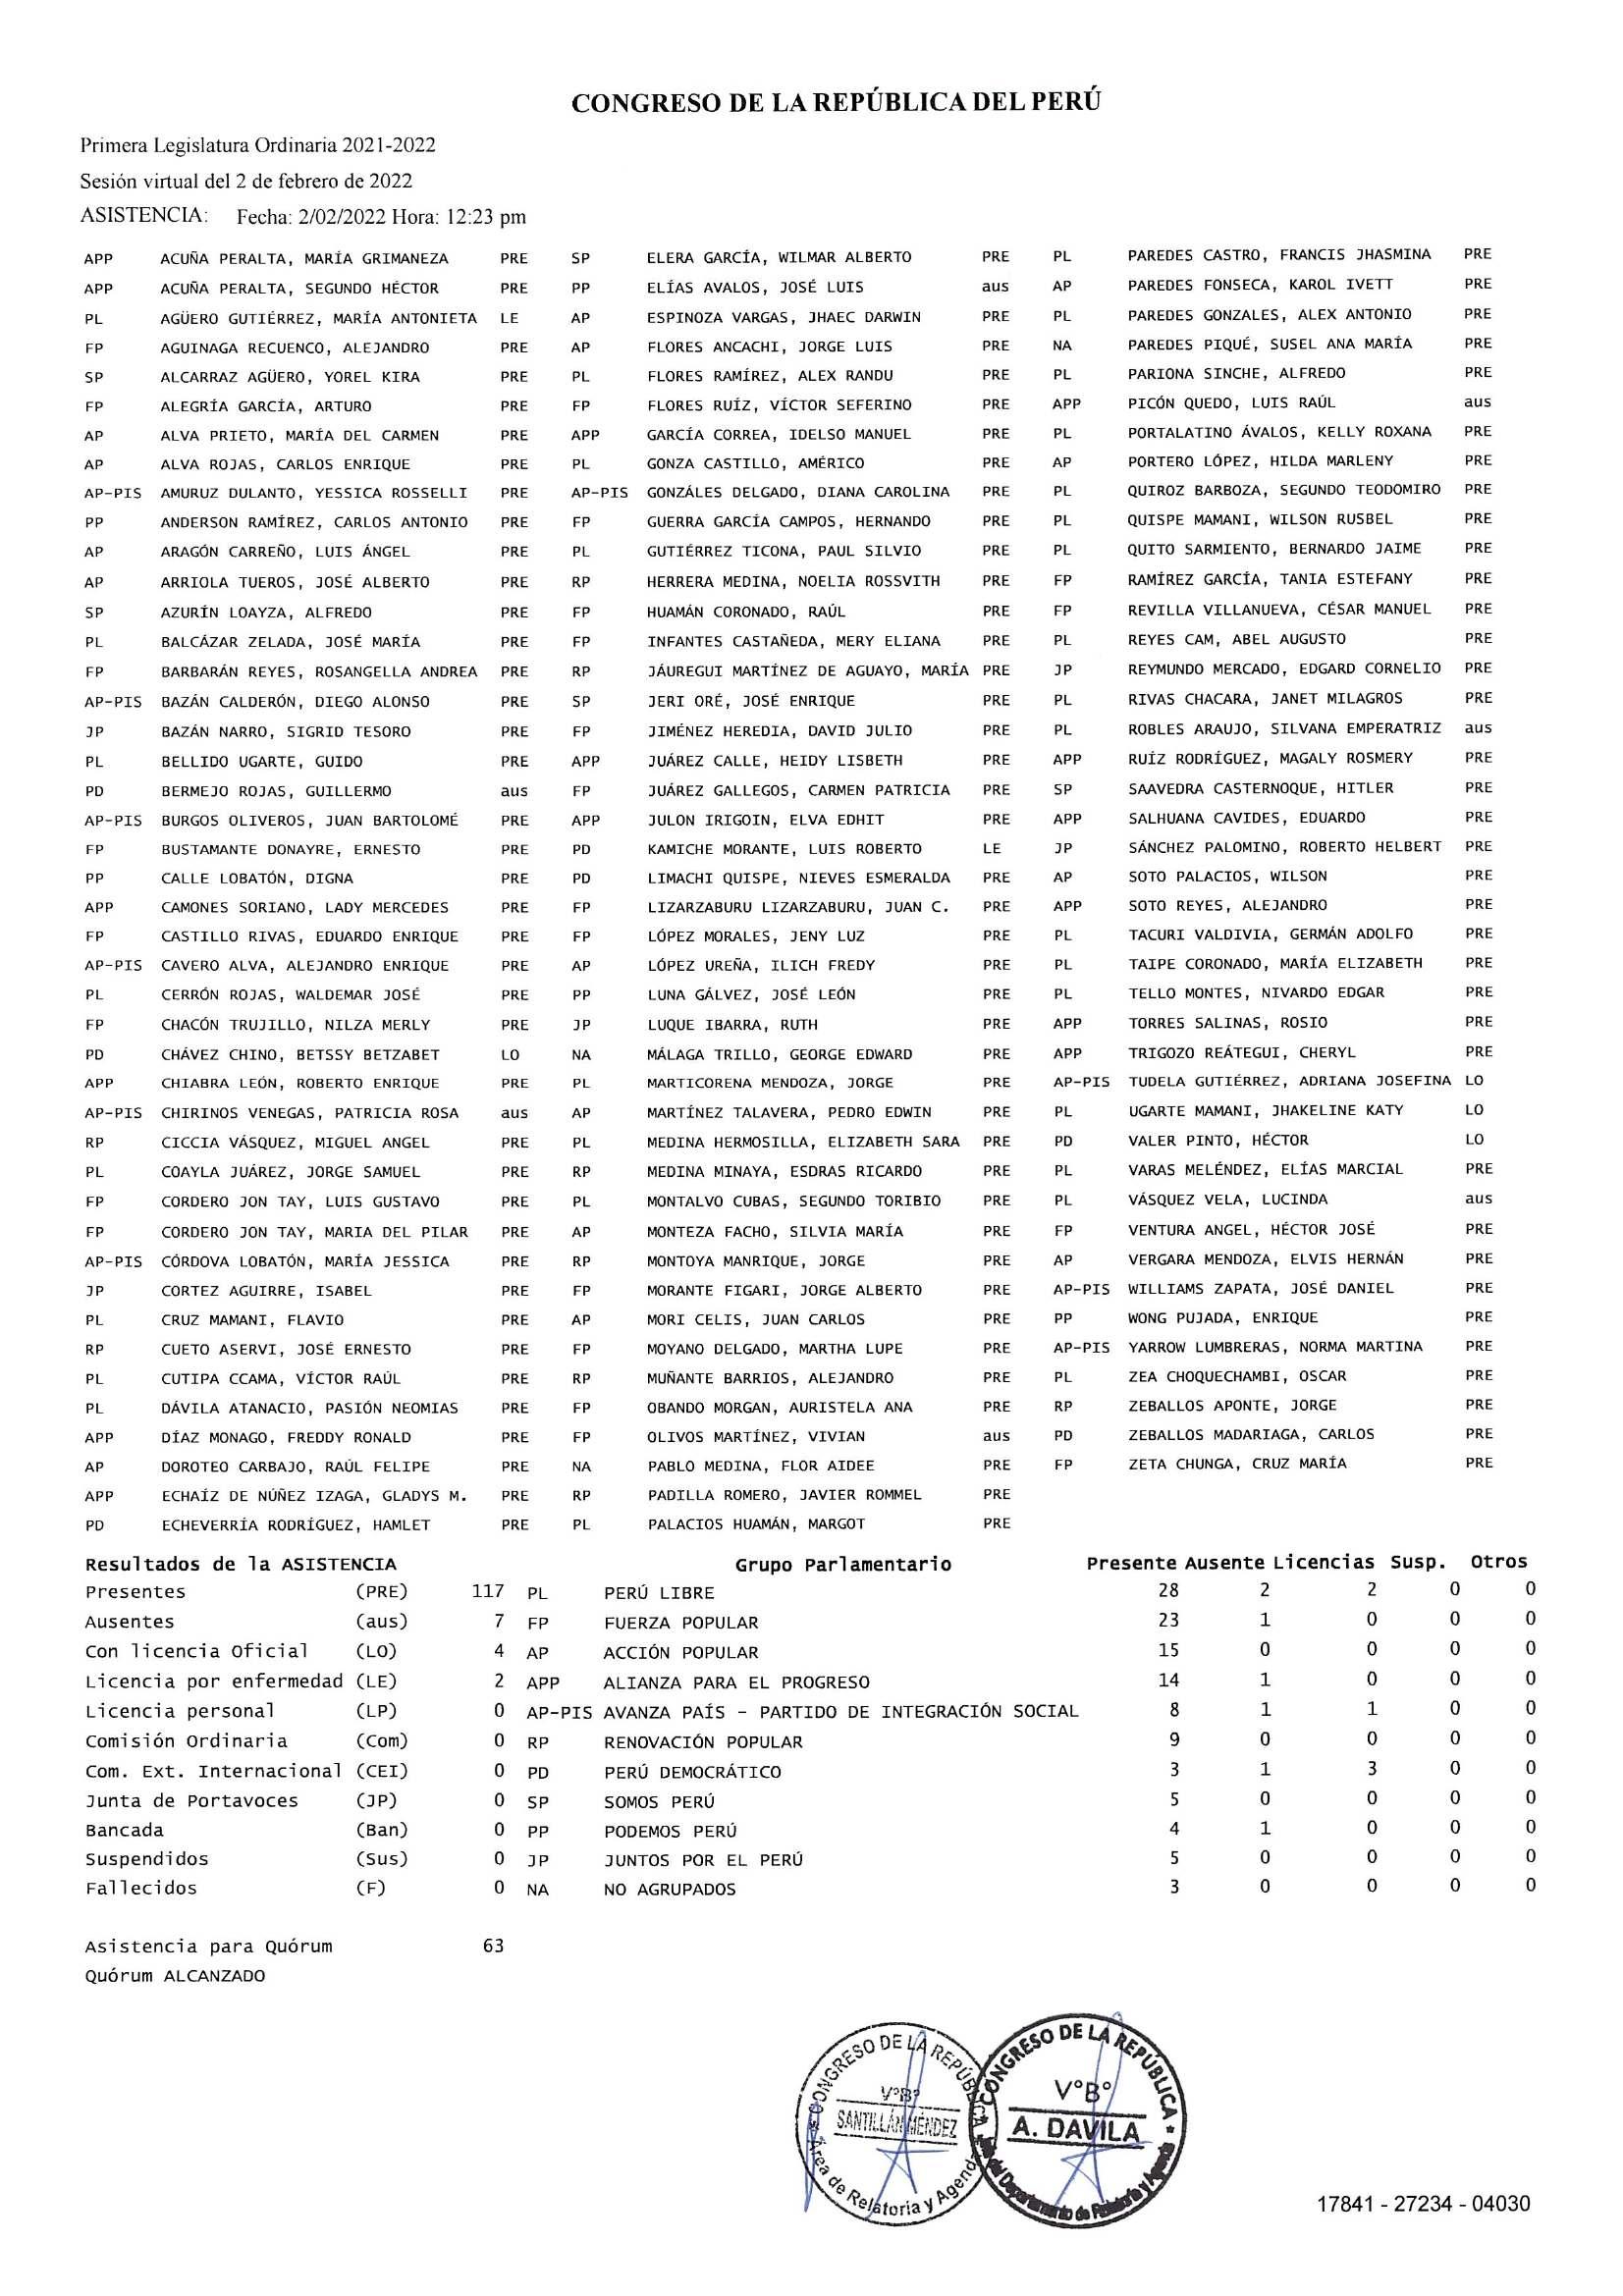 CONGRESO DE LA REPÚBLICA DEL PERÚ
Primera Legislatura Ordinaria 2021-2022
Sesión virtual del 2 de febrero de 2022
ASISTENCIA: Fecha: 2/02/2022 Hora: 12:23 pm
APP ACUÑA PERALTA, MARÍA GRIMANEZA PRE SP ELERA GARCÍA, WILMAR ALBERTO PRE PL PAREDES CASTRO, FRANCIS JHASMINA PRE
APP ACUÑA PERALTA, SEGUNDO HÉCTOR PRE PP ELÍAS AVALOS, JOSÉ LUIS aus AP PAREDES FONSECA, KAROL IVETT PRE
PL AGÜERO GUTIÉRREZ, MARÍA ANTONIETA LE AP ESPINOZA VARGAS, JHAEC DARWIN PRE PL PAREDES GONZALES, ALEX ANTONIO PRE
FP AGUINAGA RECUENCO, ALEJANDRO PRE AP FLORES ANCACHI, JORGE LUIS PRE NA PAREDES PIQUÉ, SUSEL ANA MARÍA PRE
SP ALCARRAZ AGÜERO, YOREL KIRA PRE PL FLORES RAMÍREZ, ALEX RANDU PRE PL PARIONA SINCHE, ALFREDO PRE
FP ALEGRÍA GARCÍA, ARTURO PRE FP FLORES RUÍZ, VÍCTOR SEFERINO PRE APP PICÓN QUEDO, LUIS RAÚL aus
AP ALVA PRIETO, MARÍA DEL CARMEN PRE APP GARCÍA CORREA, IDELSO MANUEL PRE PL PORTALATINO ÁVALOS, KELLY ROXANA PRE
AP ALVA ROJAS, CARLOS ENRIQUE PRE PL GONZA CASTILLO, AMÉRICO PRE AP PORTERO LÓPEZ, HILDA MARLENY PRE
AP-PIS AMURUZ DULANTO, YESSICA ROSSELLI PRE AP-PIS GONZÁLES DELGADO, DIANA CAROLINA PRE PL QUIROZ BARBOZA, SEGUNDO TEODOMIRO PRE
PP ANDERSON RAMÍREZ, CARLOS ANTONIO PRE FP GUERRA GARCÍA CAMPOS, HERNANDO PRE PL QUISPE MAMANI, WILSON RUSBEL PRE
AP ARAGÓN CARREÑO, LUIS ÁNGEL PRE PL GUTIÉRREZ TICONA, PAUL SILVIO PRE PL QUITO SARMIENTO, BERNARDO JAIME PRE
AP ARRIOLA TUEROS, JOSÉ ALBERTO PRE RP HERRERA MEDINA, NOELIA ROSSVITH PRE FP RAMÍREZ GARCÍA, TANIA ESTEFANY PRE
SP AZURÍN LOAYZA, ALFREDO PRE FP HUAMÁN CORONADO, RAÚL PRE FP REVILLA VILLANUEVA, CÉSAR MANUEL PRE
PL BALCÁZAR ZELADA, JOSÉ MARÍA PRE FP INFANTES CASTAÑEDA, MERY ELIANA PRE PL REYES CAM, ABEL AUGUSTO PRE
FP BARBARÁN REYES, ROSANGELLA ANDREA PRE RP JÁUREGUI MARTÍNEZ DE AGUAYO, MARÍA PRE JP REYMUNDO MERCADO, EDGARD CORNELIO PRE
AP-PIS BAZÁN CALDERÓN, DIEGO ALONSO PRE SP JERI ORÉ, JOSÉ ENRIQUE PRE PL RIVAS CHACARA, JANET MILAGROS PRE
JP BAZÁN NARRO, SIGRID TESORO PRE FP JIMÉNEZ HEREDIA, DAVID JULIO PRE PL ROBLES ARAUJO, SILVANA EMPERATRIZ aus
PL BELLIDO UGARTE, GUIDO PRE APP JUÁREZ CALLE, HEIDY LISBETH PRE APP RUÍZ RODRÍGUEZ, MAGALY ROSMERY PRE
PD BERMEJO ROJAS, GUILLERMO aus FP JUÁREZ GALLEGOS, CARMEN PATRICIA PRE SP SAAVEDRA CASTERNOQUE, HITLER PRE
AP-PIS BURGOS OLIVEROS, JUAN BARTOLOMÉ PRE APP JULON IRIGOIN, ELVA EDHIT PRE APP SALHUANA CAVIDES, EDUARDO PRE
FP BUSTAMANTE DONAYRE, ERNESTO PRE PD KAMICHE MORANTE, LUIS ROBERTO LE JP SÁNCHEZ PALOMINO, ROBERTO HELBERT PRE
PP CALLE LOBATÓN, DIGNA PRE PD LIMACHI QUISPE, NIEVES ESMERALDA PRE AP SOTO PALACIOS, WILSON PRE
APP CAMONES SORIANO, LADY MERCEDES PRE FP LIZARZABURU LIZARZABURU, JUAN C. PRE APP SOTO REYES, ALEJANDRO PRE
FP CASTILLO RIVAS, EDUARDO ENRIQUE PRE FP LÓPEZ MORALES, JENY LUZ PRE PL TACURI VALDIVIA, GERMÁN ADOLFO PRE
AP-PIS CAVERO ALVA, ALEJANDRO ENRIQUE PRE AP LÓPEZ UREÑA, ILICH FREDY PRE PL TAIPE CORONADO, MARÍA ELIZABETH PRE
PL CERRÓN ROJAS, WALDEMAR JOSÉ PRE PP LUNA GÁLVEZ, JOSÉ LEÓN PRE PL TELLO MONTES, NIVARDO EDGAR PRE
FP CHACÓN TRUJILLO, NILZA MERLY PRE JP LUQUE IBARRA, RUTH PRE APP TORRES SALINAS, ROSIO PRE
PD CHÁVEZ CHINO, BETSSY BETZABET LO NA MÁLAGA TRILLO, GEORGE EDWARD PRE APP TRIGOZO REÁTEGUI, CHERYL PRE
APP CHIABRA LEÓN, ROBERTO ENRIQUE PRE PL MARTICORENA MENDOZA, JORGE PRE AP-PIS TUDELA GUTIÉRREZ, ADRIANA JOSEFINA LO
AP-PIS CHIRINOS VENEGAS, PATRICIA ROSA aus AP MARTÍNEZ TALAVERA, PEDRO EDWIN PRE PL UGARTE MAMANI, JHAKELINE KATY LO
RP CICCIA VÁSQUEZ, MIGUEL ANGEL PRE PL MEDINA HERMOSILLA, ELIZABETH SARA PRE PD VALER PINTO, HÉCTOR LO
PL COAYLA JUÁREZ, JORGE SAMUEL PRE RP MEDINA MINAYA, ESDRAS RICARDO PRE PL VARAS MELÉNDEZ, ELÍAS MARCIAL PRE
FP CORDERO JON TAY, LUIS GUSTAVO PRE PL MONTALVO CUBAS, SEGUNDO TORIBIO PRE PL VÁSQUEZ VELA, LUCINDA aus
FP CORDERO JON TAY, MARIA DEL PILAR PRE AP MONTEZA FACHO, SILVIA MARÍA PRE FP VENTURA ANGEL, HÉCTOR JOSÉ PRE
AP-PIS CÓRDOVA LOBATÓN, MARÍA JESSICA PRE RP MONTOYA MANRIQUE, JORGE PRE AP VERGARA MENDOZA, ELVIS HERNÁN PRE
JP CORTEZ AGUIRRE, ISABEL PRE FP MORANTE FIGARI, JORGE ALBERTO PRE AP-PIS WILLIAMS ZAPATA, JOSÉ DANIEL PRE
PL CRUZ MAMANI, FLAVIO PRE AP MORI CELIS, JUAN CARLOS PRE PP WONG PUJADA, ENRIQUE PRE
RP CUETO ASERVI, JOSÉ ERNESTO PRE FP MOYANO DELGADO, MARTHA LUPE PRE AP-PIS YARROW LUMBRERAS, NORMA MARTINA PRE
PL CUTIPA CCAMA, VÍCTOR RAÚL PRE RP MUÑANTE BARRIOS, ALEJANDRO PRE PL ZEA CHOQUECHAMBI, OSCAR PRE
PL DÁVILA ATANACIO, PASIÓN NEOMIAS PRE FP OBANDO MORGAN, AURISTELA ANA PRE RP ZEBALLOS APONTE, JORGE PRE
APP DÍAZ MONAGO, FREDDY RONALD PRE FP OLIVOS MARTÍNEZ, VIVIAN aus PD ZEBALLOS MADARIAGA, CARLOS PRE
AP DOROTEO CARBAJO, RAÚL FELIPE PRE NA PABLO MEDINA, FLOR AIDEE PRE FP ZETA CHUNGA, CRUZ MARÍA PRE
APP ECHAÍZ DE NÚÑEZ IZAGA, GLADYS M. PRE RP PADILLA ROMERO, JAVIER ROMMEL PRE
PD ECHEVERRÍA RODRÍGUEZ, HAMLET PRE PL PALACIOS HUAMÁN, MARGOT PRE
Resultados de la ASISTENCIA Grupo Parlamentario Presente Ausente Licencias Susp. Otros
Presentes (PRE) 117 PL PERÚ LIBRE 28 2 2 0 0
Ausentes (aus) 7 FP FUERZA POPULAR 23 1 0 0 0
Con licencia Oficial (LO) 4 AP ACCIÓN POPULAR 15 0 0 0 0
Licencia por enfermedad (LE) 2 APP ALIANZA PARA EL PROGRESO 14 1 0 0 0
Licencia personal (LP) 0 AP-PIS AVANZA PAÍS - PARTIDO DE INTEGRACIÓN SOCIAL 8 1 1 0 0
Comisión Ordinaria (Com) 0 RP RENOVACIÓN POPULAR 9 0 0 0 0
Com. Ext. Internacional (CEI) 0 PD PERÚ DEMOCRÁTICO 3 1 3 0 0
Junta de Portavoces (JP) 0 SP SOMOS PERÚ 5 0 0 0 0
Bancada (Ban) 0 PP PODEMOS PERÚ 4 1 0 0 0
Suspendidos (Sus) 0 JP JUNTOS POR EL PERÚ 5 0 0 0 0
Fallecidos (F) 0 NA NO AGRUPADOS 3 0 0 0 0
Asistencia para Quórum 63
Quórum ALCANZADO
CONGRESO DE LA REPÚBLICA
V°B°
SANTILLÁN MÉNDEZ
Area de Relatoría y Agenda
CONGRESO DE LA REPÚBLICA
V°B°
A. DAVILA
Jefe del Departamento de Relatoría y Agenda
17841 - 27234 - 04030